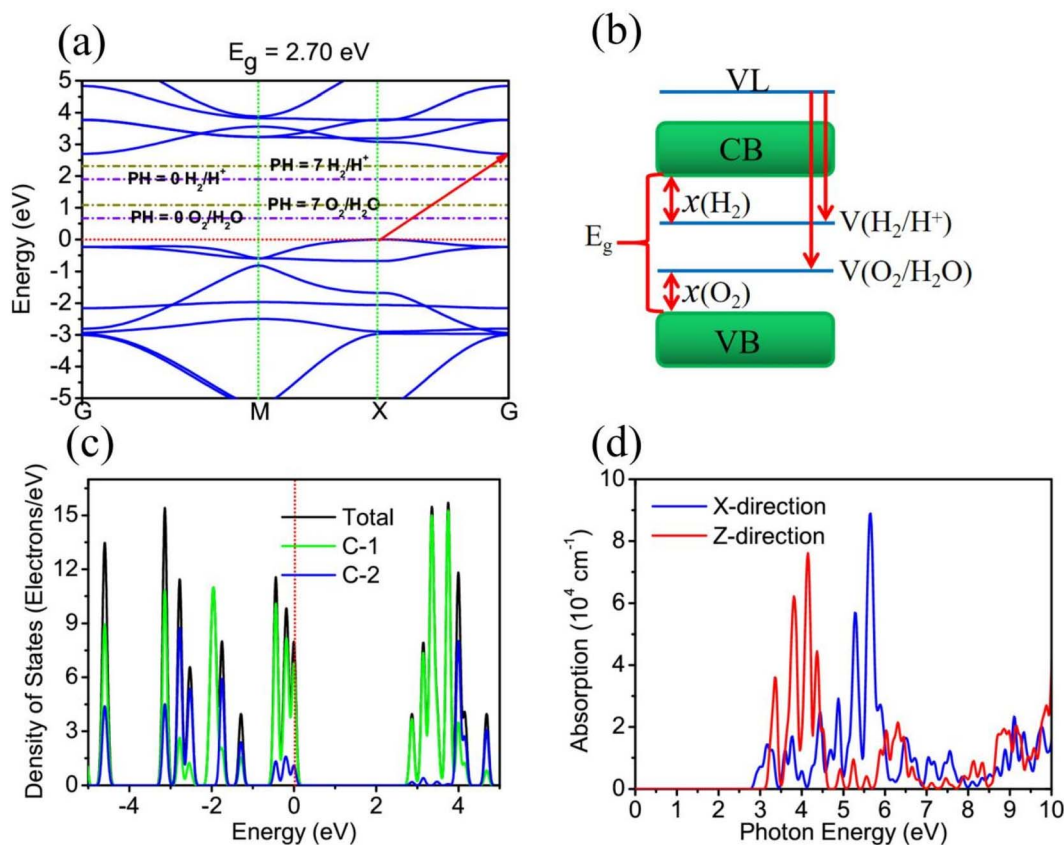 (a)
E_g = 2.70 eV
Energy (eV)
5
4
3
2
1
0
-1
-2
-3
-4
-5
PH = 7 H₂/H⁺
PH = 0 H₂/H⁺
PH = 7 O₂/H₂O
PH = 0 O₂/H₂O
G M X G
(b)
VL
CB
x(H₂)
V(H₂/H⁺)
E_g
V(O₂/H₂O)
x(O₂)
VB
(c)
Density of States (Electrons/eV)
15
12
9
6
3
0
Total
C-1
C-2
-4 -2 0 2 4
Energy (eV)
(d)
Absorption (10⁴ cm⁻¹)
10
8
6
4
2
0
X-direction
Z-direction
0 1 2 3 4 5 6 7 8 9 10
Photon Energy (eV)